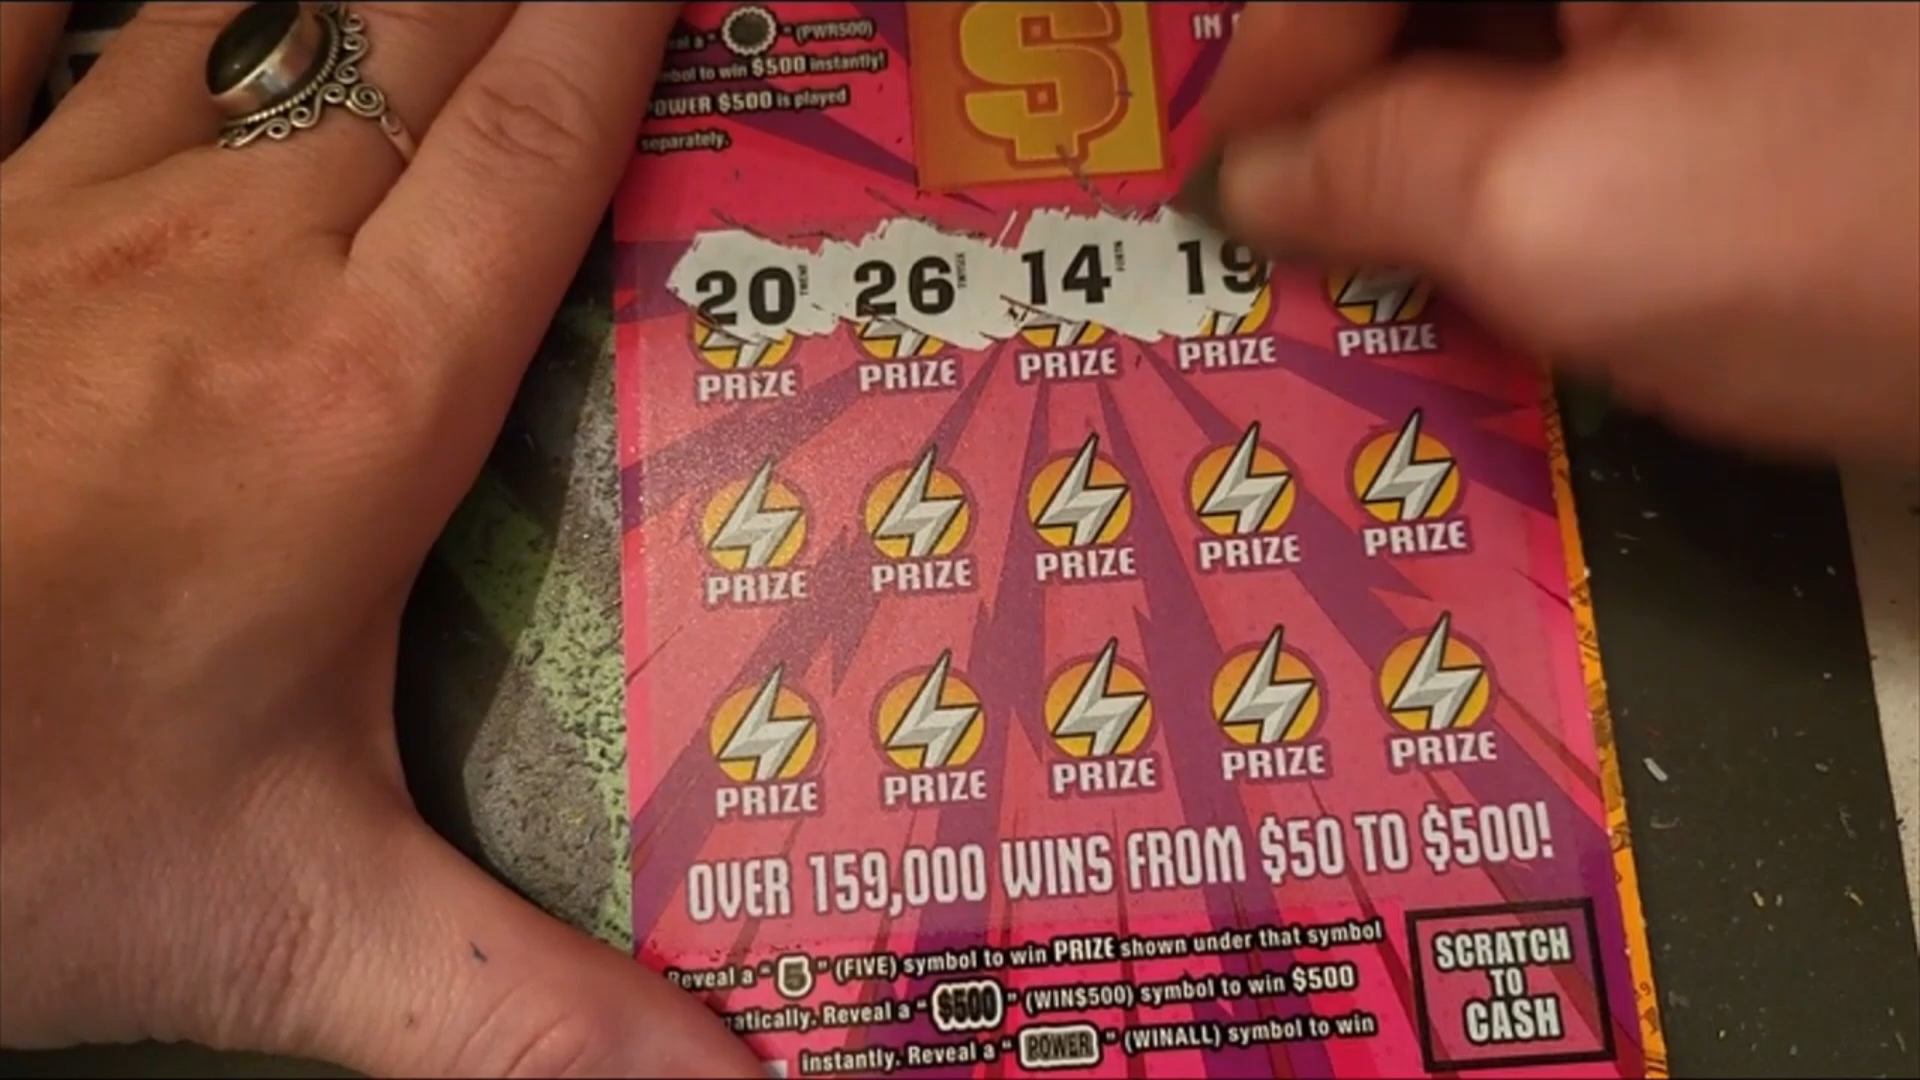 " (PWR500)
symbol to win $500 instantly!
POWER $500 is played
separately.
$
IN
20 26 14 19
PRIZE PRIZE PRIZE PRIZE PRIZE
PRIZE PRIZE PRIZE PRIZE PRIZE
PRIZE PRIZE PRIZE PRIZE PRIZE
OVER 159,000 WINS FROM $50 TO $500!
Reveal a "5" (FIVE) symbol to win PRIZE shown under that symbol
atically. Reveal a "$500" (WIN$500) symbol to win $500
instantly. Reveal a "POWER" (WINALL) symbol to win
SCRATCH
TO
CASH